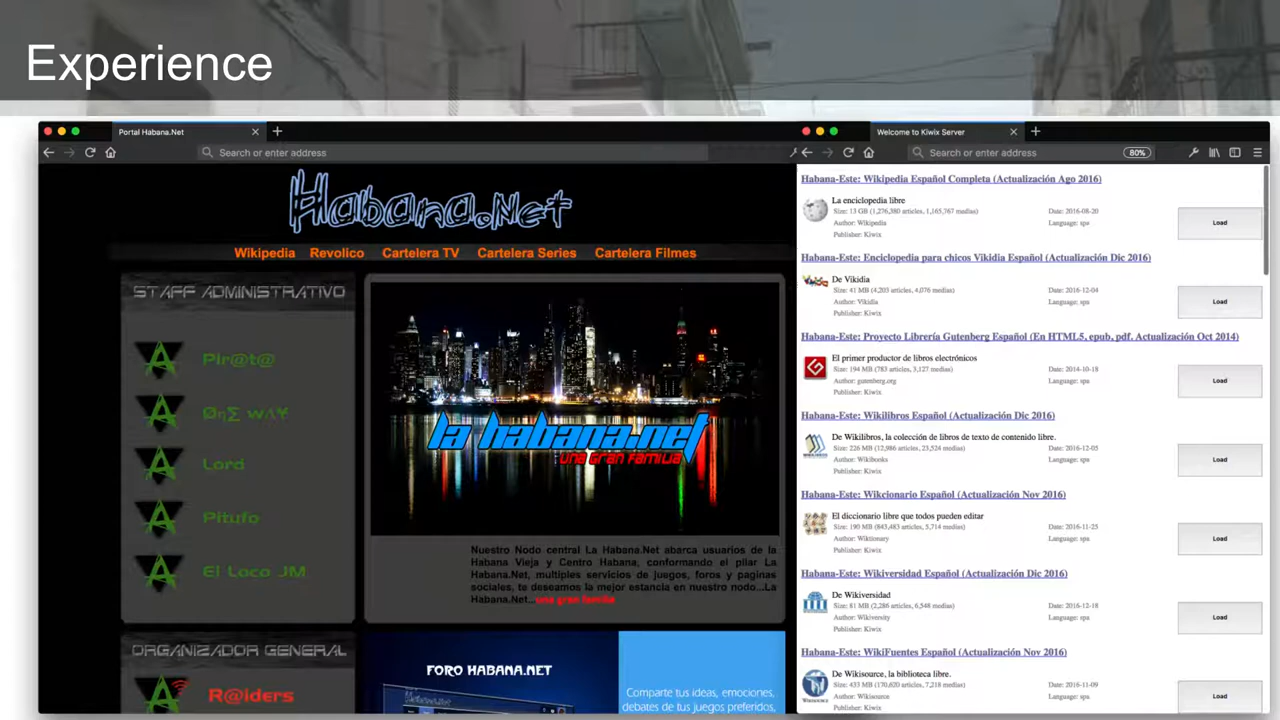 Experience
Portal Habana.Net
Search or enter address
Habana.Net
Wikipedia Revolico Cartelera TV Cartelera Series Cartelera Filmes
STAFF ADMINISTRATIVO
Pir@t@
ØnΣ wΛ¥
Lord
Pitufo
El Loco JM
la habana.net
una gran familia
Nuestro Nodo central La Habana.Net abarca usuarios de la
Habana Vieja y Centro Habana, conformando el pilar La
Habana.Net, multiples servicios de juegos, foros y paginas
sociales, te deseamos la mejor estancia en nuestro nodo...La
Habana.Net...una gran familia
ORGANIZADOR GENERAL
R@iders
FORO HABANA.NET
Comparte tus ideas, emociones,
debates de tus juegos preferidos,
Welcome to Kiwix Server
Search or enter address
80%
Habana-Este: Wikipedia Español Completa (Actualización Ago 2016)
La enciclopedia libre
Size: 13 GB (1,276,380 articles, 1,165,767 medias) Date: 2016-08-20
Author: Wikipedia Language: spa
Publisher: Kiwix
Load
Habana-Este: Enciclopedia para chicos Vikidia Español (Actualización Dic 2016)
De Vikidia
Size: 41 MB (4,203 articles, 4,076 medias) Date: 2016-12-04
Author: Vikidia Language: spa
Publisher: Kiwix
Load
Habana-Este: Proyecto Librería Gutenberg Español (En HTML5, epub, pdf. Actualización Oct 2014)
El primer productor de libros electrónicos
Size: 194 MB (783 articles, 3,127 medias) Date: 2014-10-18
Author: gutenberg.org Language: spa
Publisher: Kiwix
Load
Habana-Este: Wikilibros Español (Actualización Dic 2016)
De Wikilibros, la colección de libros de texto de contenido libre.
Size: 226 MB (12,986 articles, 23,524 medias) Date: 2016-12-05
Author: Wikibooks Language: spa
Publisher: Kiwix
Load
Habana-Este: Wikcionario Español (Actualización Nov 2016)
El diccionario libre que todos pueden editar
Size: 190 MB (843,483 articles, 5,714 medias) Date: 2016-11-25
Author: Wiktionary Language: spa
Publisher: Kiwix
Load
Habana-Este: Wikiversidad Español (Actualización Dic 2016)
De Wikiversidad
Size: 81 MB (2,286 articles, 6,548 medias) Date: 2016-12-18
Author: Wikiversity Language: spa
Publisher: Kiwix
Load
Habana-Este: WikiFuentes Español (Actualización Nov 2016)
De Wikisource, la biblioteca libre.
Size: 433 MB (170,620 articles, 7,218 medias) Date: 2016-11-09
Author: Wikisource Language: spa
Publisher: Kiwix
Load